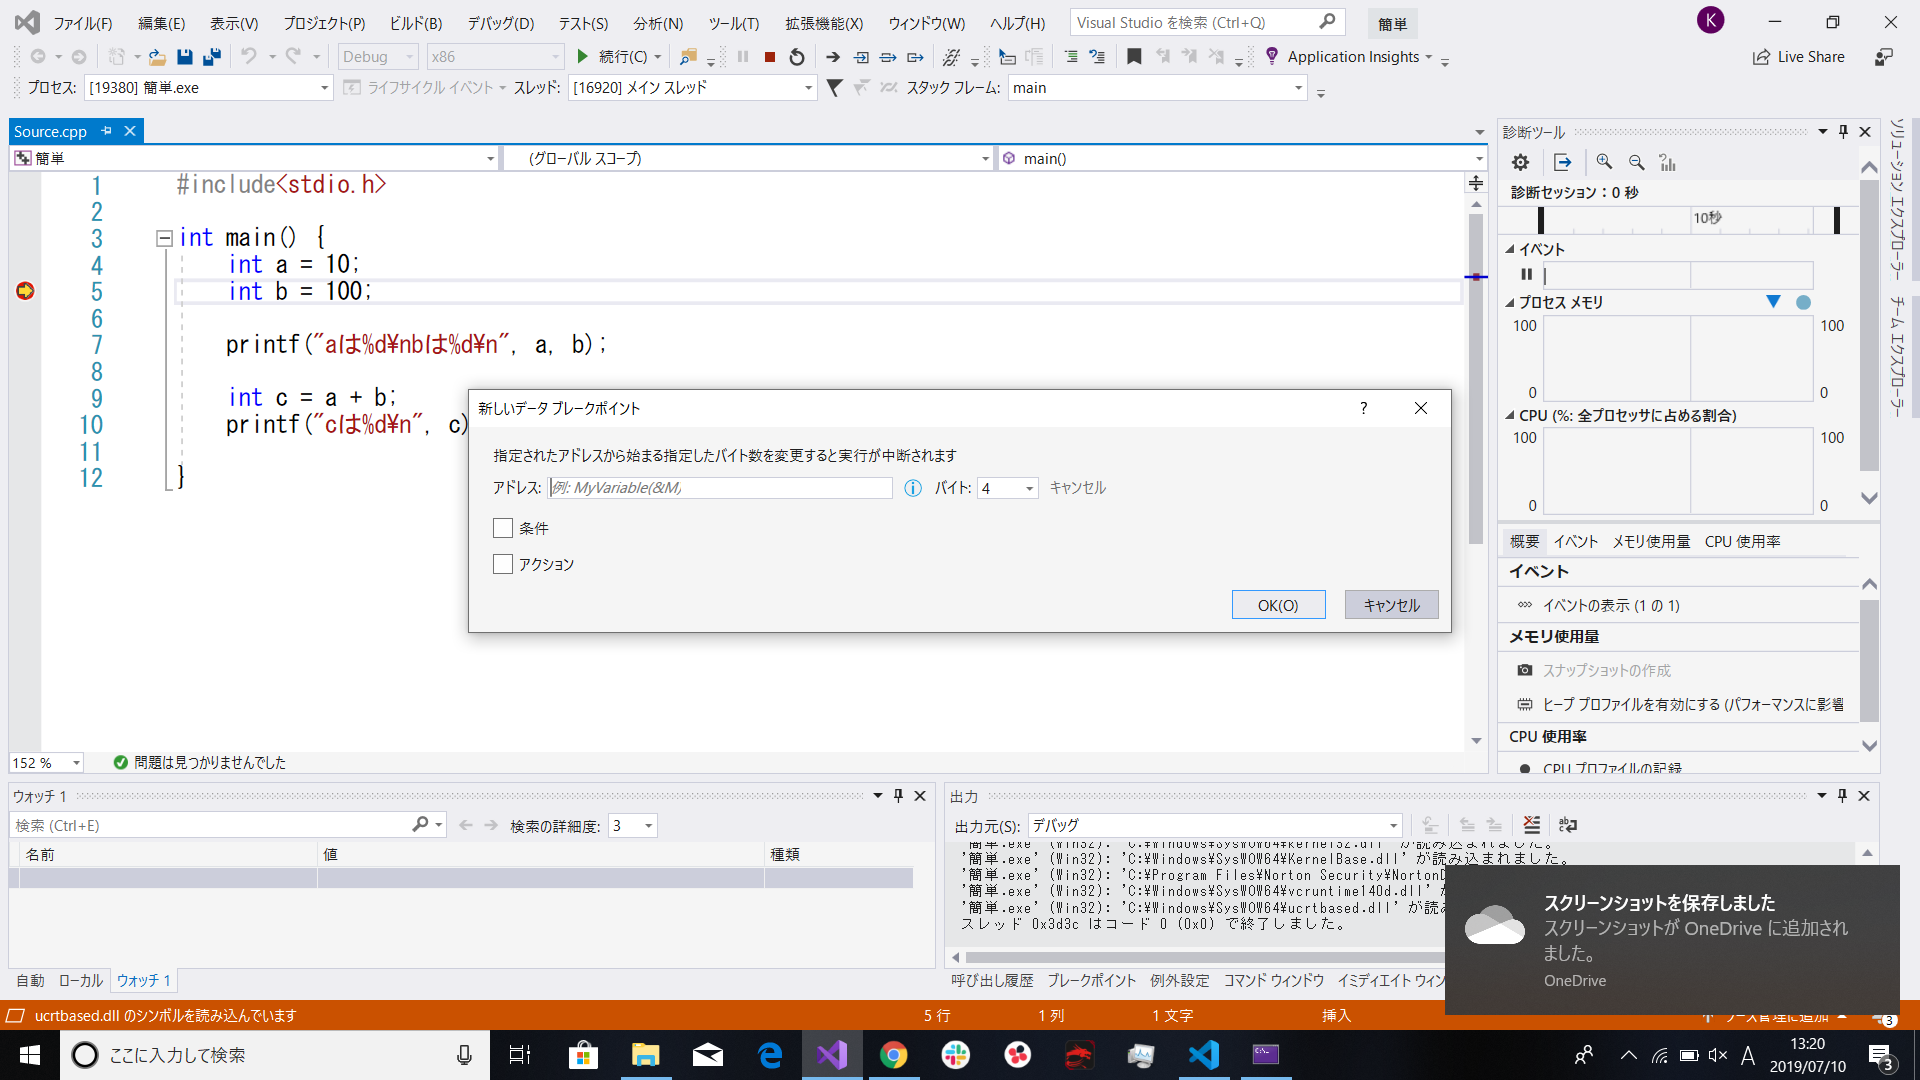 ファイル(F) 編集(E) 表示(V) プロジェクト(P) ビルド(B) デバッグ(D) テスト(S) 分析(N) ツール(T) 拡張機能(X) ウィンドウ(W) ヘルプ(H) Visual Studio を検索 (Ctrl+Q) 簡単 K
Debug x86 続行(C) Application Insights Live Share
プロセス: [19380] 簡単.exe ライフサイクル イベント スレッド: [16920] メイン スレッド スタック フレーム: main
Source.cpp
簡単 (グローバル スコープ) main()
1 #include<stdio.h>
2
3 int main() {
4 int a = 10;
5 int b = 100;
6
7 printf("aは%d¥nbは%d¥n", a, b);
8
9 int c = a + b;
10 printf("cは%d¥n", c)
11
12 }
新しいデータ ブレークポイント ?
指定されたアドレスから始まる指定したバイト数を変更すると実行が中断されます
アドレス: 例: MyVariable(&M) バイト: 4 キャンセル
条件
アクション
OK(O) キャンセル
152 % 問題は見つかりませんでした
診断ツール
診断セッション：0 秒
10秒
イベント
プロセス メモリ
100 100
0 0
CPU (%: 全プロセッサに占める割合)
100 100
0 0
概要 イベント メモリ使用量 CPU 使用率
イベント
イベントの表示 (1 の 1)
メモリ使用量
スナップショットの作成
ヒープ プロファイルを有効にする (パフォーマンスに影響
CPU 使用率
CPU プロファイルの記録
ソリューション エクスプローラー
チーム エクスプローラー
ウォッチ 1
検索 (Ctrl+E) 検索の詳細度: 3
名前 値 種類
自動 ローカル ウォッチ 1
出力
出力元(S): デバッグ
'簡単.exe' (Win32): 'C:¥Windows¥SysWOW64¥kernel32.dll' が読み込まれました。
'簡単.exe' (Win32): 'C:¥Windows¥SysWOW64¥KernelBase.dll' が読み込まれました。
'簡単.exe' (Win32): 'C:¥Program Files¥Norton Security¥NortonD
'簡単.exe' (Win32): 'C:¥Windows¥SysWOW64¥vcruntime140d.dll' が
'簡単.exe' (Win32): 'C:¥Windows¥SysWOW64¥ucrtbased.dll' が読み
スレッド 0x3d3c はコード 0 (0x0) で終了しました。
呼び出し履歴 ブレークポイント 例外設定 コマンド ウィンドウ イミディエイト ウィン
スクリーンショットを保存しました
スクリーンショットが OneDrive に追加され
ました。
OneDrive
ucrtbased.dll のシンボルを読み込んでいます 5 行 1 列 1 文字 挿入 ソース管理に追加 3
ここに入力して検索 A 13:20
2019/07/10 3